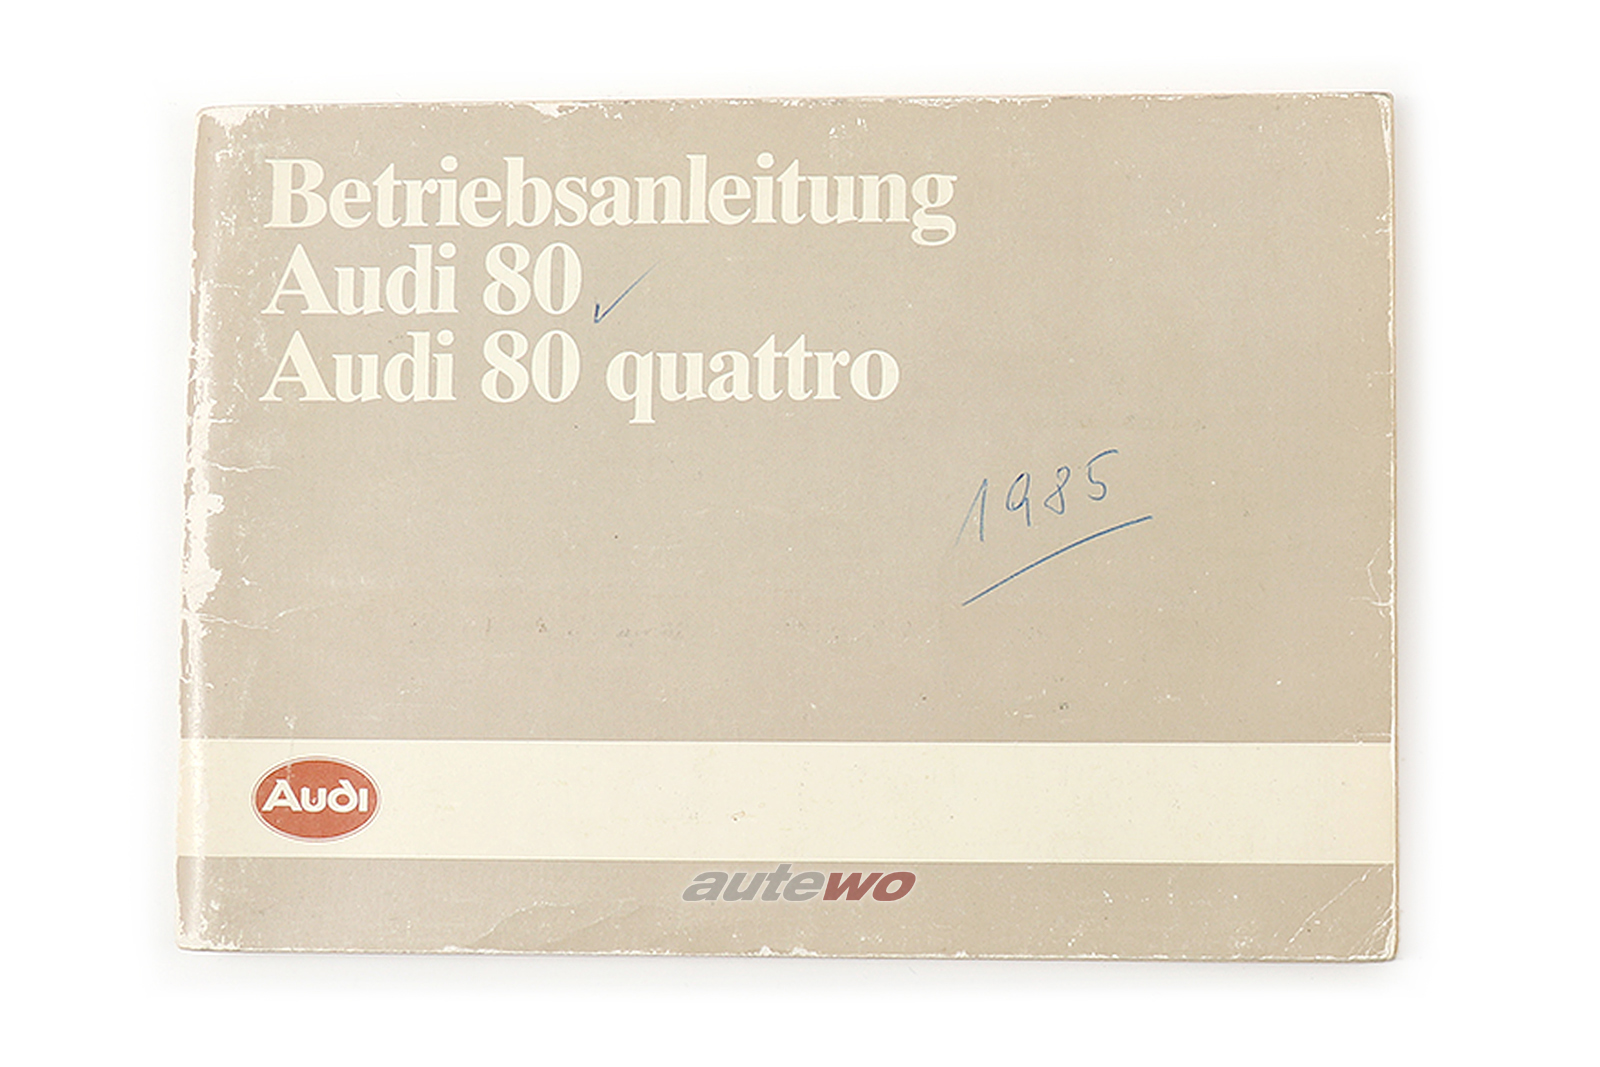 Betriebsanleitung
Audi 80
Audi 80 quattro
1985
Audi
autewo